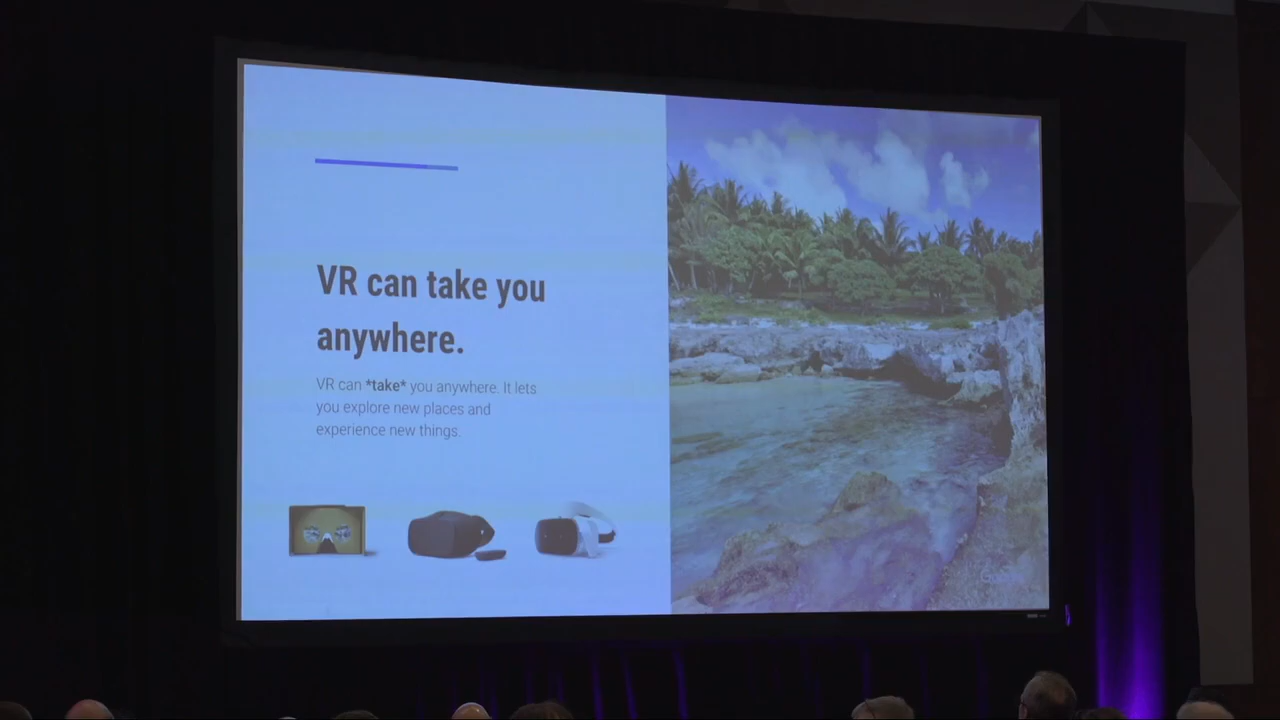 VR can take you
anywhere.
VR can *take* you anywhere. It lets
you explore new places and
experience new things.
Google